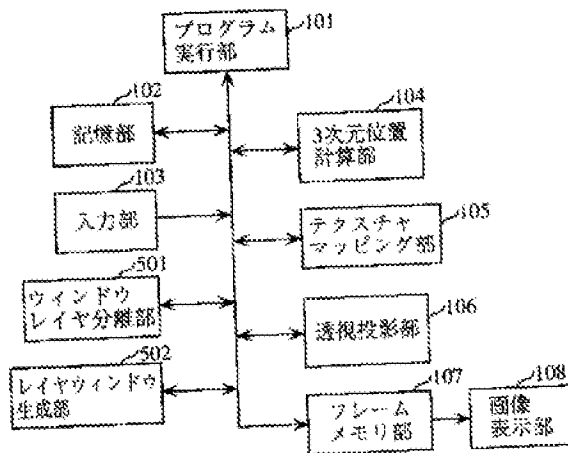 101
プログラム
実行部
102
記憶部
104
3次元位置
計算部
103
入力部
105
テクスチャ
マッピング部
501
ウィンドウ
レイヤ分離部
106
透視投影部
502
レイヤウィンドウ
生成部
107
フレーム
メモリ部
108
画像
表示部